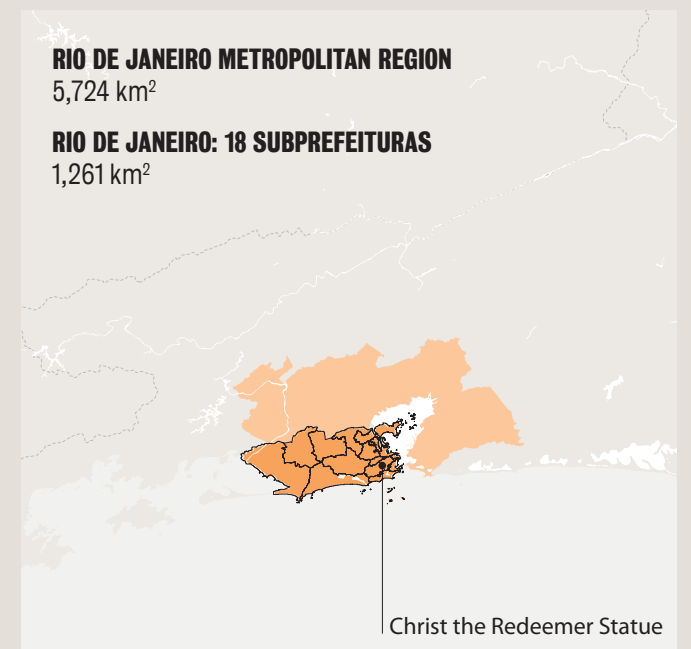 RIO DE JANEIRO METROPOLITAN REGION
5,724 km²
RIO DE JANEIRO: 18 SUBPREFEITURAS
1,261 km²
Christ the Redeemer Statue